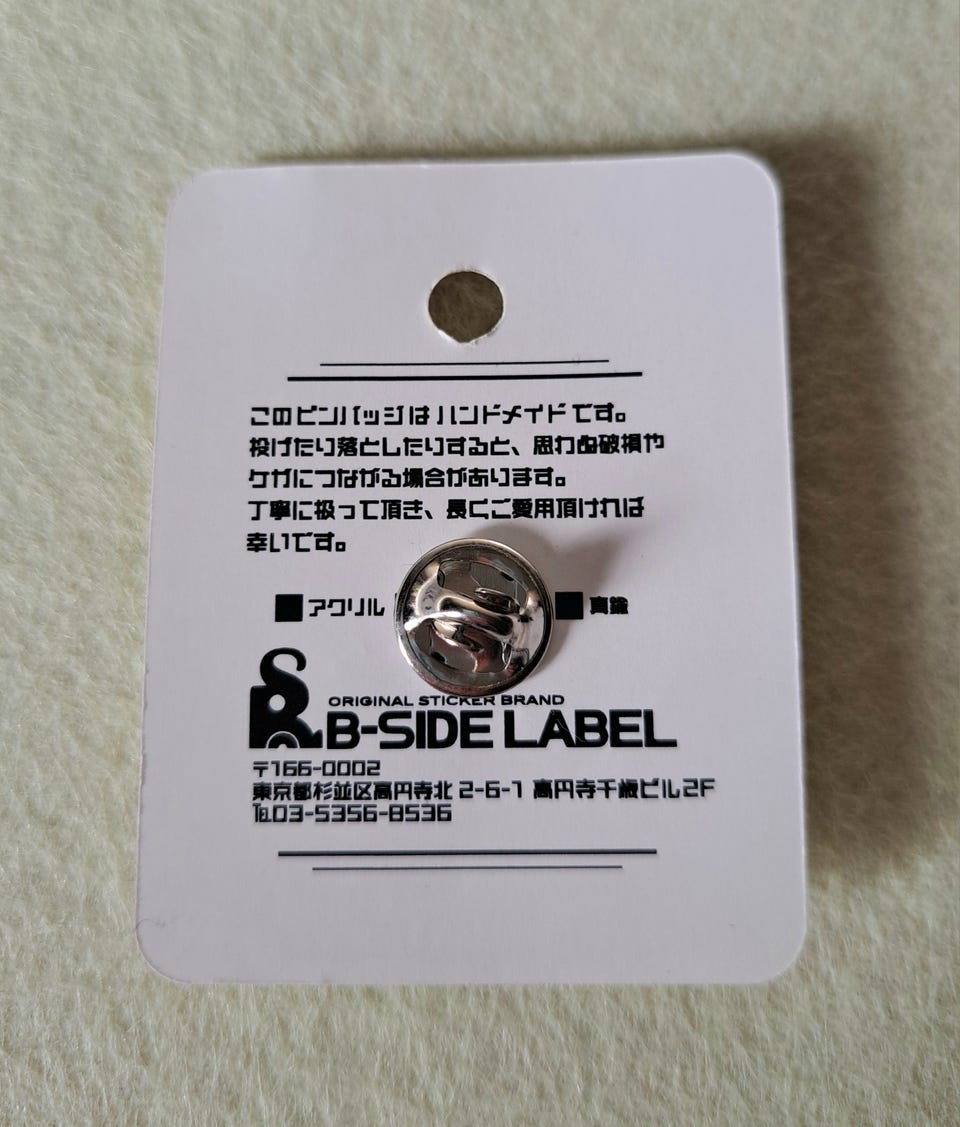 このピンバッジはハンドメイドです。
投げたり落としたりすると、思わぬ破損や
ケガにつながる場合があります。
丁寧に扱って頂き、長くご愛用頂ければ
幸いです。
■アクリル ■真鍮
ORIGINAL STICKER BRAND
B-SIDE LABEL
〒166-0002
東京都杉並区高円寺北 2-6-1 高円寺千歳ビル2F
℡03-5356-8536